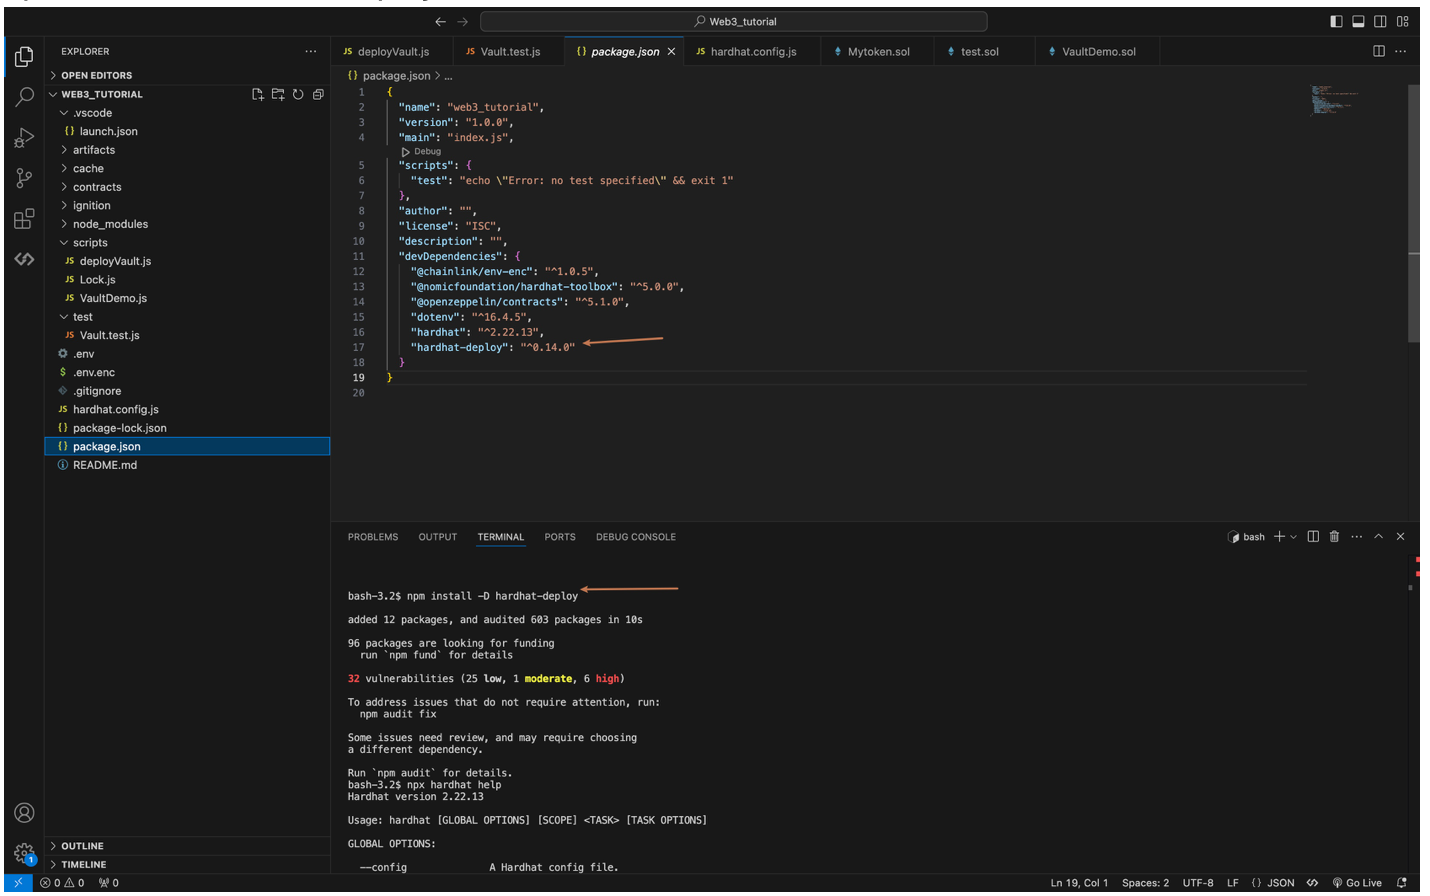 Web3_tutorial
EXPLORER
OPEN EDITORS
WEB3_TUTORIAL
.vscode
{} launch.json
artifacts
cache
contracts
ignition
node_modules
scripts
JS deployVault.js
JS Lock.js
JS VaultDemo.js
test
JS Vault.test.js
.env
$ .env.enc
.gitignore
JS hardhat.config.js
{} package-lock.json
{} package.json
README.md
OUTLINE
TIMELINE
JS deployVault.js
JS Vault.test.js
{} package.json
JS hardhat.config.js
Mytoken.sol
test.sol
VaultDemo.sol
{} package.json > ...
1 {
2 "name": "web3_tutorial",
3 "version": "1.0.0",
4 "main": "index.js",
Debug
5 "scripts": {
6 "test": "echo \"Error: no test specified\" && exit 1"
7 },
8 "author": "",
9 "license": "ISC",
10 "description": "",
11 "devDependencies": {
12 "@chainlink/env-enc": "^1.0.5",
13 "@nomicfoundation/hardhat-toolbox": "^5.0.0",
14 "@openzeppelin/contracts": "^5.1.0",
15 "dotenv": "^16.4.5",
16 "hardhat": "^2.22.13",
17 "hardhat-deploy": "^0.14.0"
18 }
19 }
20
PROBLEMS OUTPUT TERMINAL PORTS DEBUG CONSOLE
bash
bash-3.2$ npm install -D hardhat-deploy
added 12 packages, and audited 603 packages in 10s
96 packages are looking for funding
run `npm fund` for details
32 vulnerabilities (25 low, 1 moderate, 6 high)
To address issues that do not require attention, run:
npm audit fix
Some issues need review, and may require choosing
a different dependency.
Run `npm audit` for details.
bash-3.2$ npx hardhat help
Hardhat version 2.22.13
Usage: hardhat [GLOBAL OPTIONS] [SCOPE] <TASK> [TASK OPTIONS]
GLOBAL OPTIONS:
--config A Hardhat config file.
1
0 0 0
Ln 19, Col 1 Spaces: 2 UTF-8 LF {} JSON Go Live